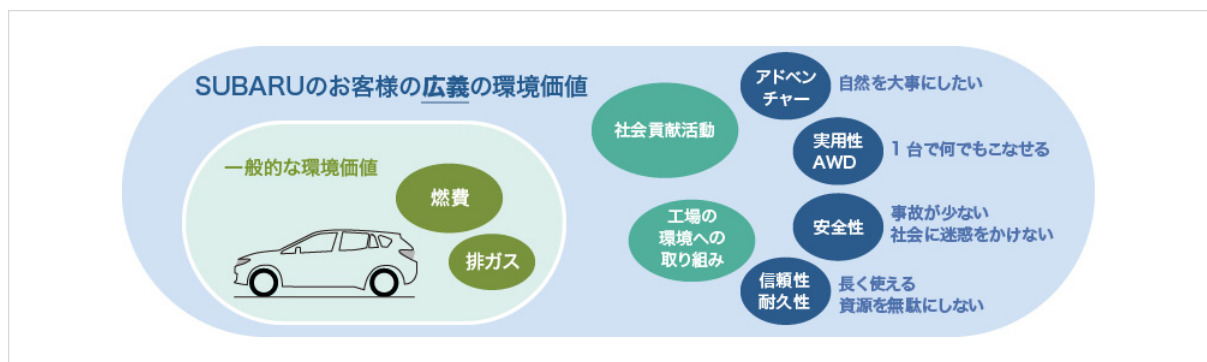 SUBARUのお客様の広義の環境価値
一般的な環境価値
燃費
排ガス
社会貢献活動
工場の
環境への
取り組み
アドベン
チャー
自然を大事にしたい
実用性
AWD
1台で何でもこなせる
安全性
事故が少ない
社会に迷惑をかけない
信頼性
耐久性
長く使える
資源を無駄にしない